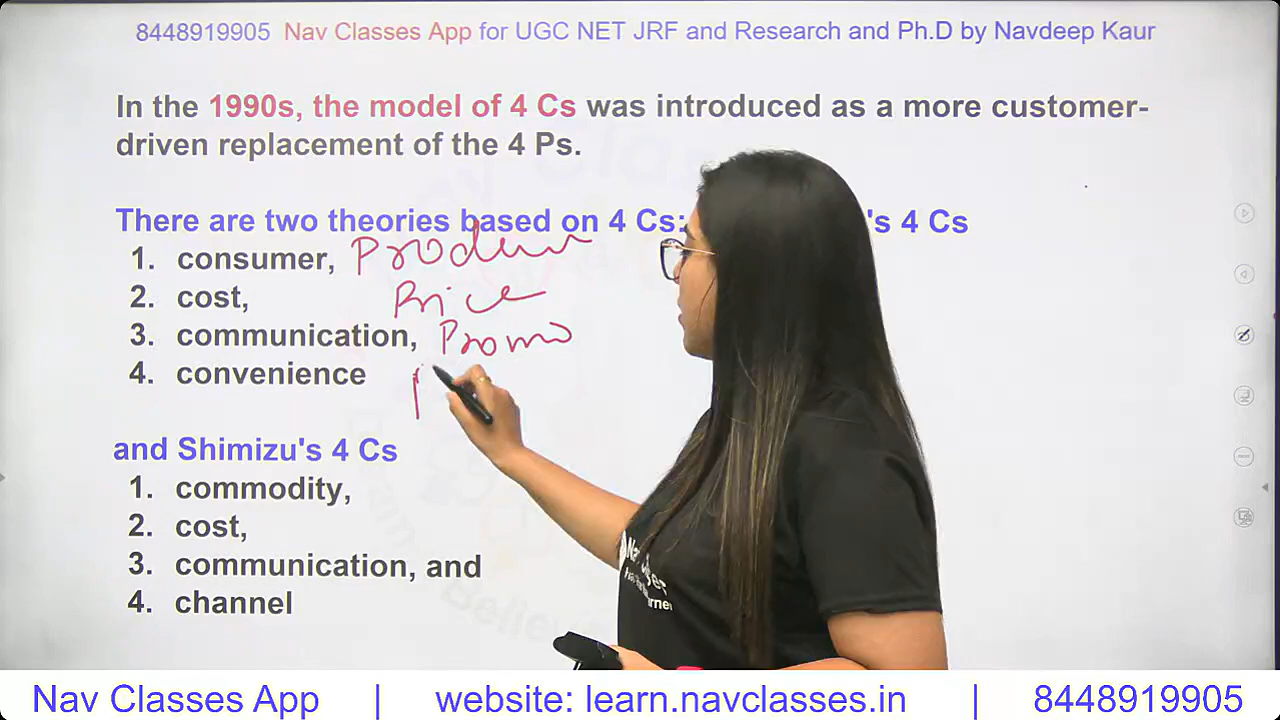 8448919905 Nav Classes App for UGC NET JRF and Research and Ph.D by Navdeep Kaur
In the 1990s, the model of 4 Cs was introduced as a more customer-
driven replacement of the 4 Ps.
There are two theories based on 4 Cs: 's 4 Cs
1. consumer, Product
2. cost, Price
3. communication, Promo
4. convenience
and Shimizu's 4 Cs
1. commodity,
2. cost,
3. communication, and
4. channel
Nav Classes App | website: learn.navclasses.in | 8448919905